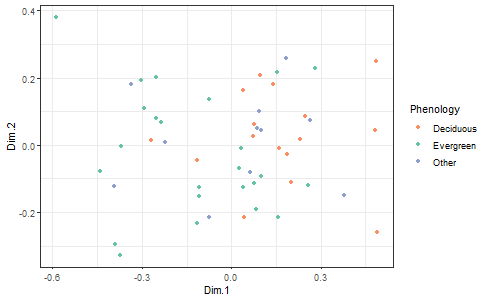 0.4
0.2
0.0
-0.2
Dim.2
-0.6
-0.3
0.0
0.3
Dim.1
Phenology
Deciduous
Evergreen
Other